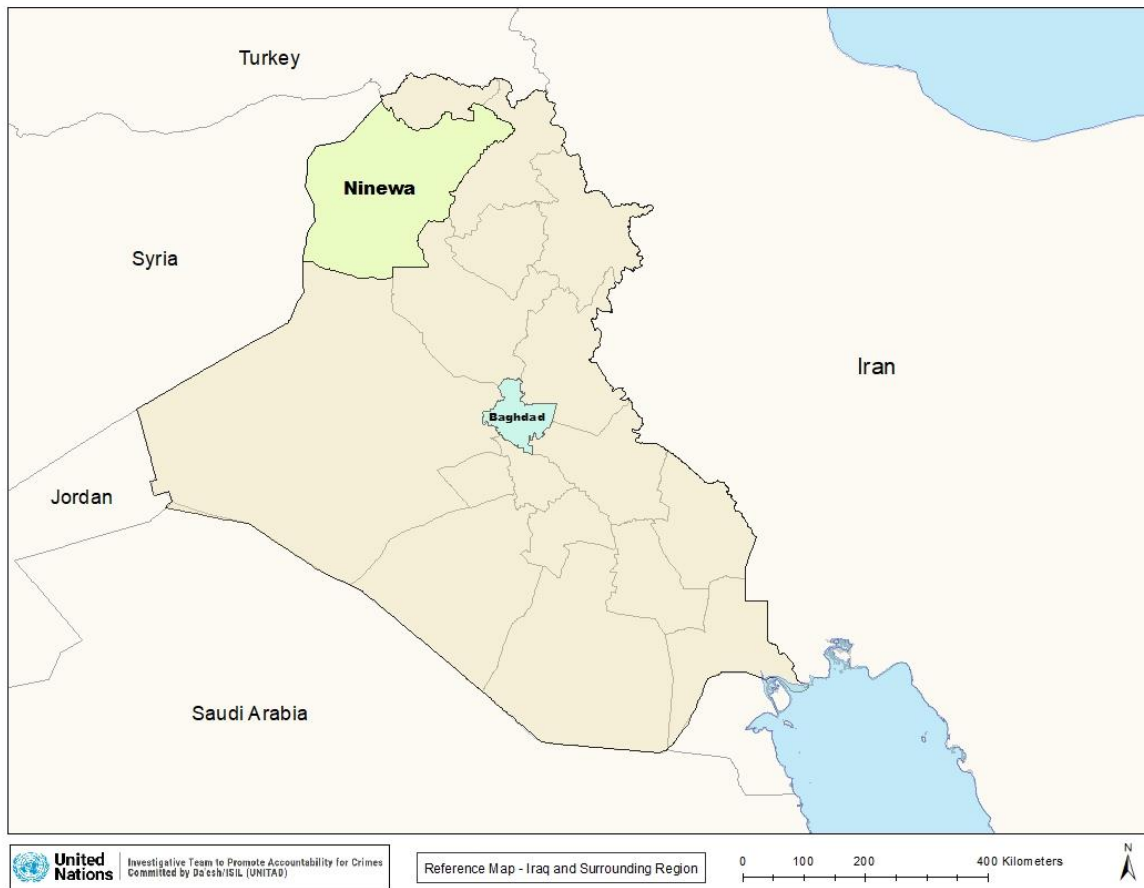 Turkey
Ninewa
Syria
Iran
Baghdad
Jordan
Saudi Arabia
United
Nations
Investigative Team to Promote Accountability for Crimes
Committed by Da'esh/ISIL (UNITAD)
Reference Map - Iraq and Surrounding Region
0 100 200 400 Kilometers
N